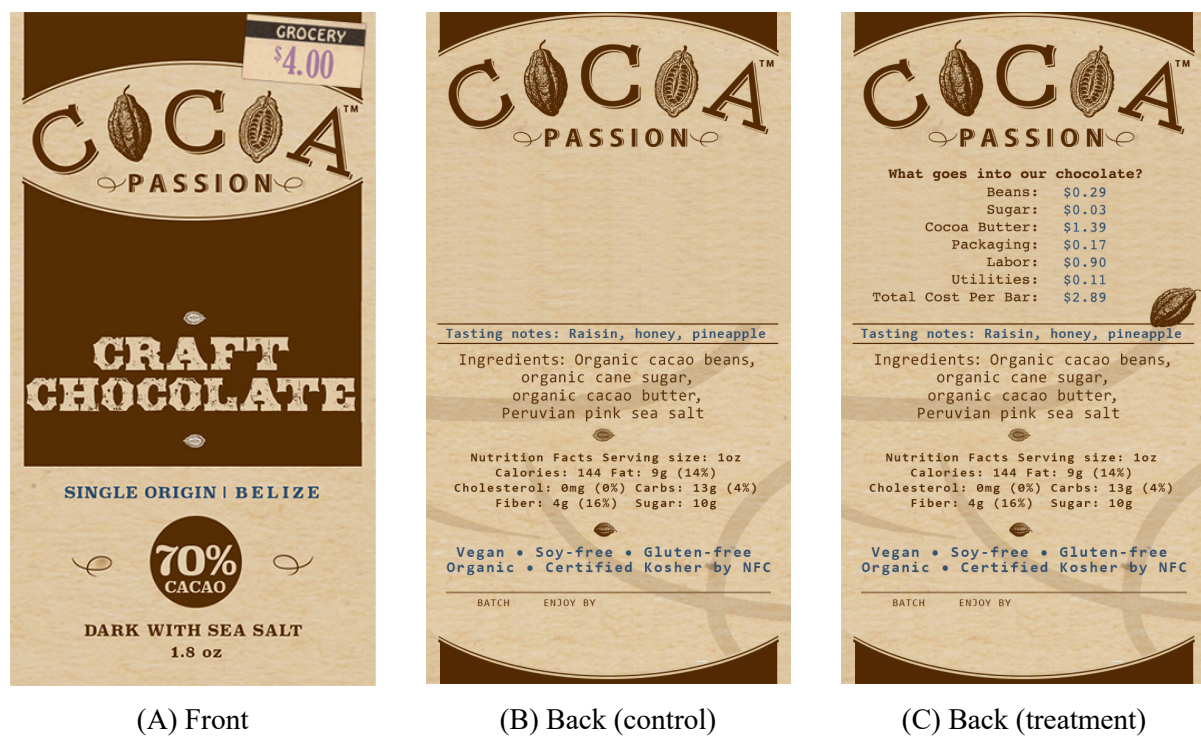 GROCERY
$4.00
COCOA™
PASSION
CRAFT
CHOCOLATE
SINGLE ORIGIN | BELIZE
70%
CACAO
DARK WITH SEA SALT
1.8 oz
(A) Front
COCOA™
PASSION
Tasting notes: Raisin, honey, pineapple
Ingredients: Organic cacao beans,
organic cane sugar,
organic cacao butter,
Peruvian pink sea salt
Nutrition Facts Serving size: 1oz
Calories: 144 Fat: 9g (14%)
Cholesterol: 0mg (0%) Carbs: 13g (4%)
Fiber: 4g (16%) Sugar: 10g
Vegan • Soy-free • Gluten-free
Organic • Certified Kosher by NFC
BATCH ENJOY BY
(B) Back (control)
COCOA™
PASSION
What goes into our chocolate?
Beans: $0.29
Sugar: $0.03
Cocoa Butter: $1.39
Packaging: $0.17
Labor: $0.90
Utilities: $0.11
Total Cost Per Bar: $2.89
Tasting notes: Raisin, honey, pineapple
Ingredients: Organic cacao beans,
organic cane sugar,
organic cacao butter,
Peruvian pink sea salt
Nutrition Facts Serving size: 1oz
Calories: 144 Fat: 9g (14%)
Cholesterol: 0mg (0%) Carbs: 13g (4%)
Fiber: 4g (16%) Sugar: 10g
Vegan • Soy-free • Gluten-free
Organic • Certified Kosher by NFC
BATCH ENJOY BY
(C) Back (treatment)